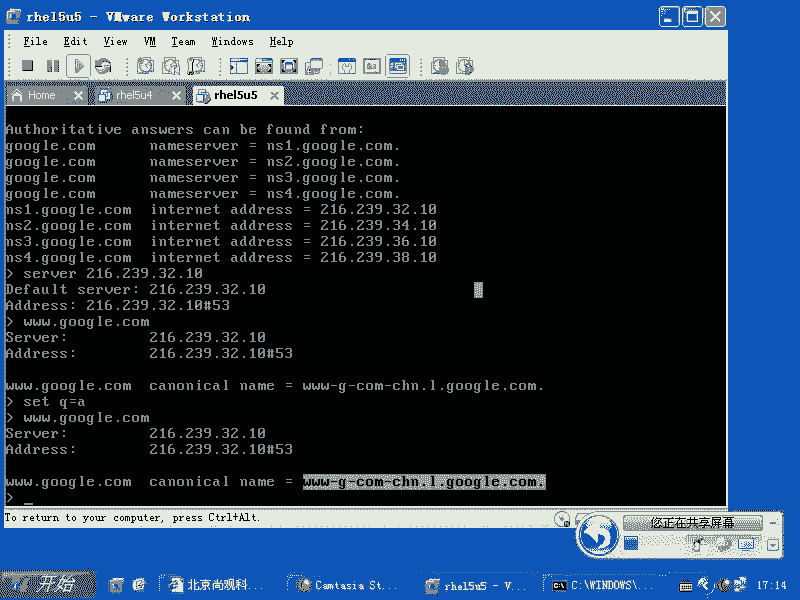 rhel5u5 - VMware Workstation
File Edit View VM Team Windows Help
Home rhel5u4 rhel5u5
Authoritative answers can be found from:
google.com nameserver = ns1.google.com.
google.com nameserver = ns2.google.com.
google.com nameserver = ns3.google.com.
google.com nameserver = ns4.google.com.
ns1.google.com internet address = 216.239.32.10
ns2.google.com internet address = 216.239.34.10
ns3.google.com internet address = 216.239.36.10
ns4.google.com internet address = 216.239.38.10
> server 216.239.32.10
Default server: 216.239.32.10
Address: 216.239.32.10#53
> www.google.com
Server: 216.239.32.10
Address: 216.239.32.10#53
www.google.com canonical name = www-g-com-chn.l.google.com.
> set q=a
> www.google.com
Server: 216.239.32.10
Address: 216.239.32.10#53
www.google.com canonical name = www-g-com-chn.l.google.com.
> _
To return to your computer, press Ctrl+Alt.
您正在共享屏幕
开始 北京尚观科... Camtasia St... rhel5u5 - V... C:\WINDOWS\... 17:14